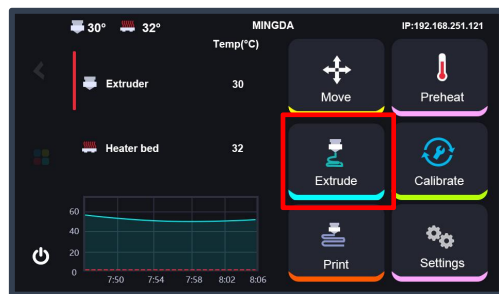 30° 32° MINGDA IP:192.168.251.121
Temp(°C)
Extruder 30
Heater bed 32
Move Preheat
Extrude Calibrate
Print Settings
60
40
20
0
7:50 7:54 7:58 8:02 8:06